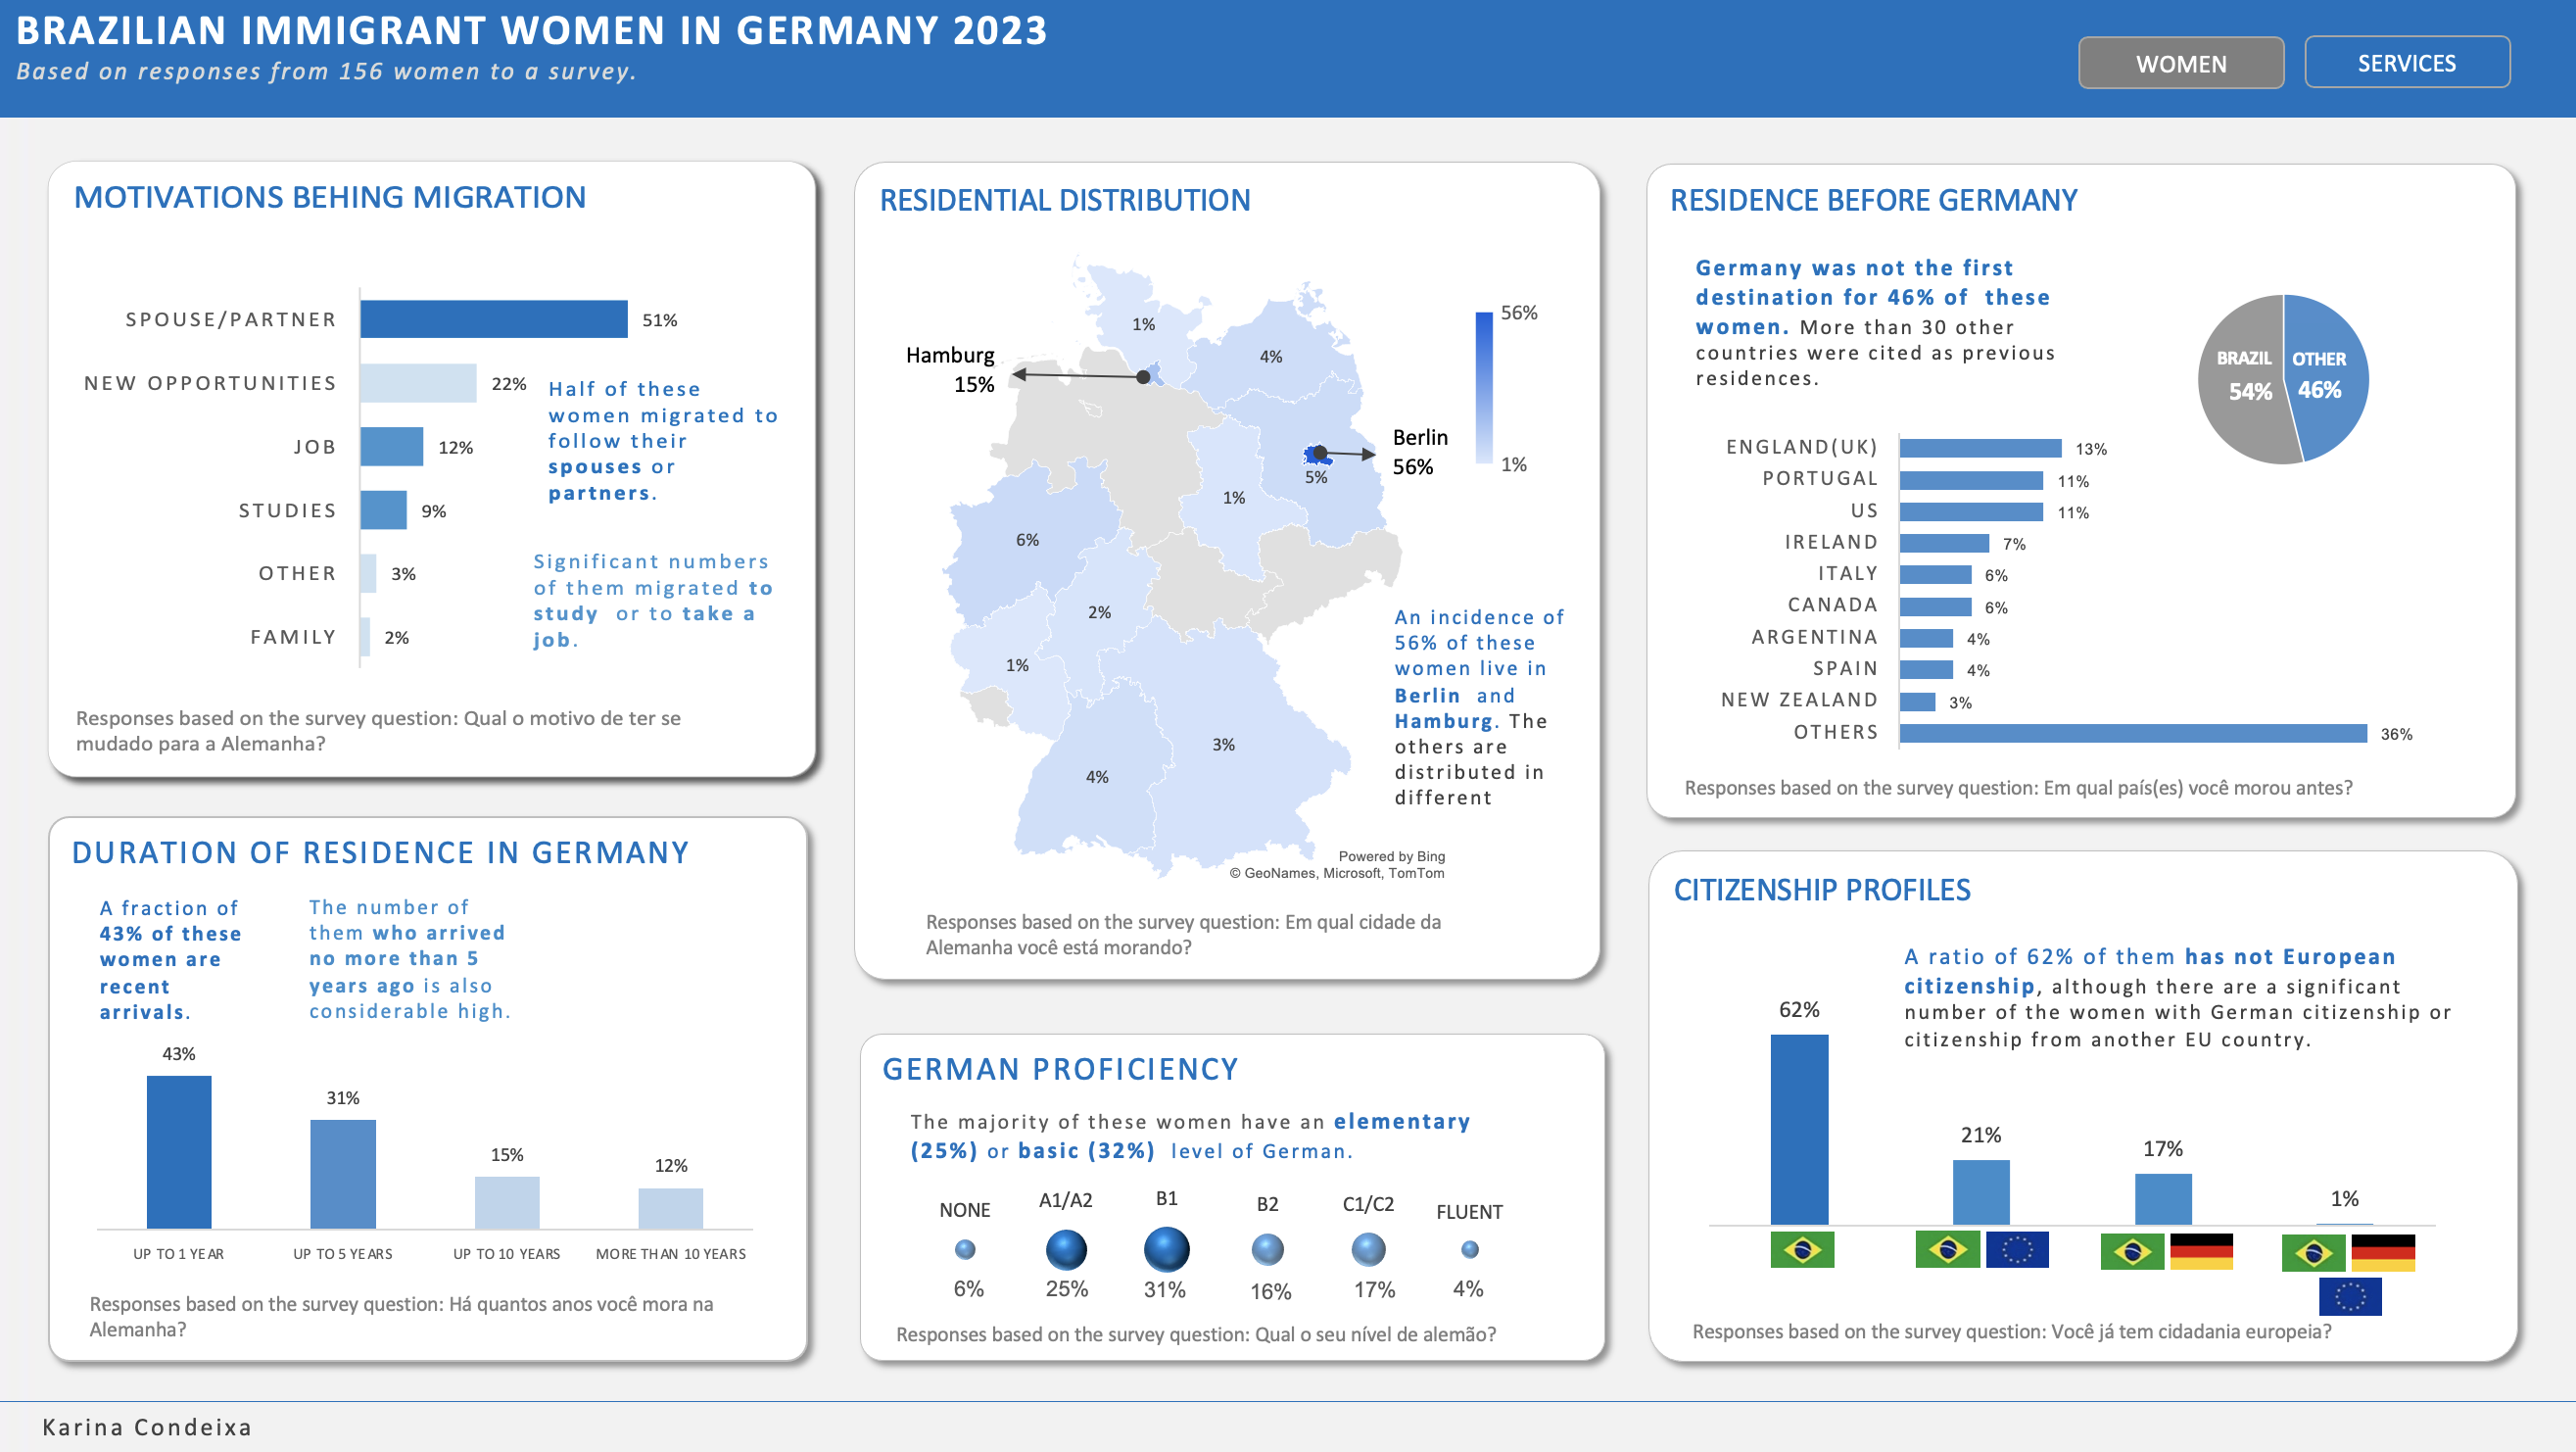 BRAZILIAN IMMIGRANT WOMEN IN GERMANY 2023
Based on responses from 156 women to a survey.
WOMEN
SERVICES
MOTIVATIONS BEHING MIGRATION
SPOUSE/PARTNER 51%
NEW OPPORTUNITIES 22%
JOB 12%
STUDIES 9%
OTHER 3%
FAMILY 2%
Half of these
women migrated to
follow their
spouses or
partners.
Significant numbers
of them migrated to
study or to take a
job.
Responses based on the survey question: Qual o motivo de ter se
mudado para a Alemanha?
DURATION OF RESIDENCE IN GERMANY
A fraction of
43% of these
women are
recent
arrivals.
The number of
them who arrived
no more than 5
years ago is also
considerable high.
43%
31%
15%
12%
UP TO 1 YEAR
UP TO 5 YEARS
UP TO 10 YEARS
MORE THAN 10 YEARS
Responses based on the survey question: Há quantos anos você mora na
Alemanha?
RESIDENTIAL DISTRIBUTION
1%
4%
Hamburg
15%
Berlin
56%
5%
1%
6%
2%
1%
3%
4%
56%
1%
An incidence of
56% of these
women live in
Berlin and
Hamburg. The
others are
distributed in
different
Powered by Bing
© GeoNames, Microsoft, TomTom
Responses based on the survey question: Em qual cidade da
Alemanha você está morando?
GERMAN PROFICIENCY
The majority of these women have an elementary
(25%) or basic (32%) level of German.
NONE
A1/A2
B1
B2
C1/C2
FLUENT
6%
25%
31%
16%
17%
4%
Responses based on the survey question: Qual o seu nível de alemão?
RESIDENCE BEFORE GERMANY
Germany was not the first
destination for 46% of these
women. More than 30 other
countries were cited as previous
residences.
BRAZIL
54%
OTHER
46%
ENGLAND(UK) 13%
PORTUGAL 11%
US 11%
IRELAND 7%
ITALY 6%
CANADA 6%
ARGENTINA 4%
SPAIN 4%
NEW ZEALAND 3%
OTHERS 36%
Responses based on the survey question: Em qual país(es) você morou antes?
CITIZENSHIP PROFILES
A ratio of 62% of them has not European
citizenship, although there are a significant
number of the women with German citizenship or
citizenship from another EU country.
62%
21%
17%
1%
Responses based on the survey question: Você já tem cidadania europeia?
Karina Condeixa